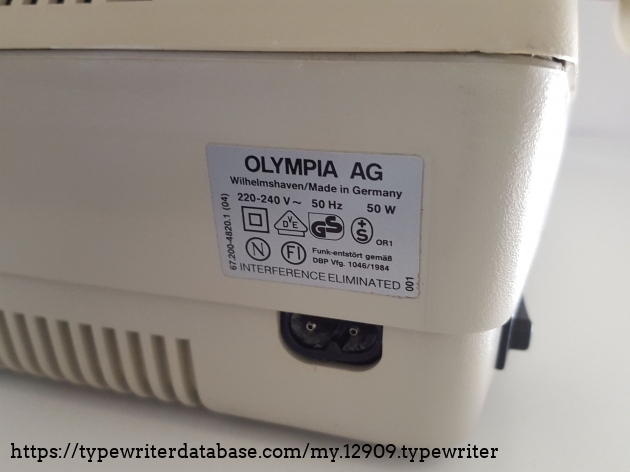 OLYMPIA AG
Wilhelmshaven/Made in Germany
220-240 V~ 50 Hz 50 W
VDE GS +S OR1
N FI Funk-entstört gemäß
DBP Vfg. 1046/1984
INTERFERENCE ELIMINATED
67.200-4820.1 (04)
001
https://typewriterdatabase.com/my.12909.typewriter